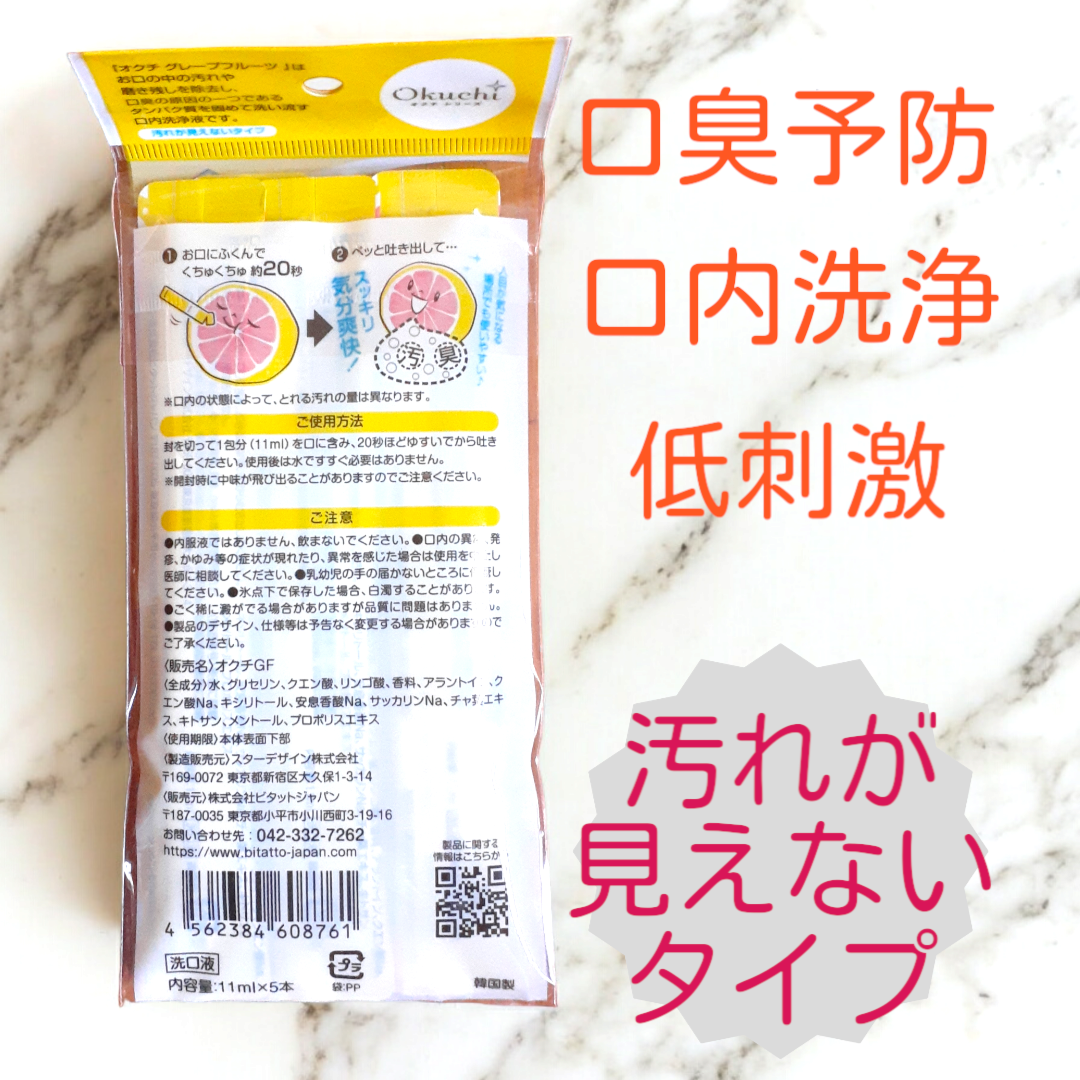 『オクチ グレープフルーツ 』は
お口の中の汚れや
磨き残しを除去し、
口臭の原因の一つである
タンパク質を固めて洗い流す
口内洗浄液です。
汚れが見えないタイプ
Okuchi
オクチ シリーズ
❶ お口にふくんで
くちゅくちゅ 約20秒
❷ ペッと吐き出して…
スッキリ
気分爽快!
汚 臭
※口内の状態によって、とれる汚れの量は異なります。
ご使用方法
封を切って1包分(11ml)を口に含み、20秒ほどゆすいでから吐き
出してください。使用後は水ですすぐ必要はありません。
※開封時に中味が飛び出ることがありますのでご注意ください。
ご注意
●内服液ではありません、飲まないでください。●口内の異 、発
疹、かゆみ等の症状が現れたり、異常を感じた場合は使用を中 し
医師に相談してください。●乳幼児の手の届かないところに し
てください。●氷点下で保存した場合、白濁することがあり す。
●ごく稀に澱がでる場合がありますが品質に問題はありま ん。
●製品のデザイン、仕様等は予告なく変更する場合がありま ので
ご了承ください。
〈販売名〉オクチGF
〈全成分〉水、グリセリン、クエン酸、リンゴ酸、香料、アラントイン、ク
エン酸Na、キシリトール、安息香酸Na、サッカリンNa、チャ葉エキ
ス、キトサン、メントール、プロポリスエキス
〈使用期限〉本体表面下部
〈製造販売元〉スターデザイン株式会社
〒169-0072 東京都新宿区大久保1-3-14
〈販売元〉株式会社ビタットジャパン
〒187-0035 東京都小平市小川西町3-19-16
お問い合わせ先：042-332-7262
https://www.bitatto-japan.com
製品に関する
情報はこちらから
4 562384 608761
洗口液
内容量:11ml×5本
プラ
袋:PP
韓国製
口臭予防
口内洗浄
低刺激
汚れが
見えない
タイプ